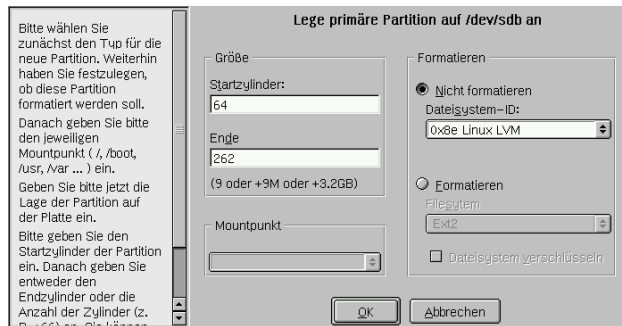 Bitte wählen Sie
zunächst den Typ für die
neue Partition. Weiterhin
haben Sie festzulegen,
ob diese Partition
formatiert werden soll.
Danach geben Sie bitte
den jeweiligen
Mountpunkt ( /, /boot,
/usr, /var ... ) ein.
Geben Sie bitte jetzt die
Lage der Partition auf
der Platte ein.
Bitte geben Sie den
Startzylinder der Partition
ein. Danach geben Sie
entweder den
Endzylinder oder die
Anzahl der Zylinder (z.
Lege primäre Partition auf /dev/sdb an
Größe
Startzylinder:
64
Ende
262
(9 oder +9M oder +3.2GB)
Mountpunkt
Formatieren
Nicht formatieren
Dateisystem-ID:
0x8e Linux LVM
Formatieren
Filesytem
Ext2
Dateisystem verschlüsseln
OK
Abbrechen